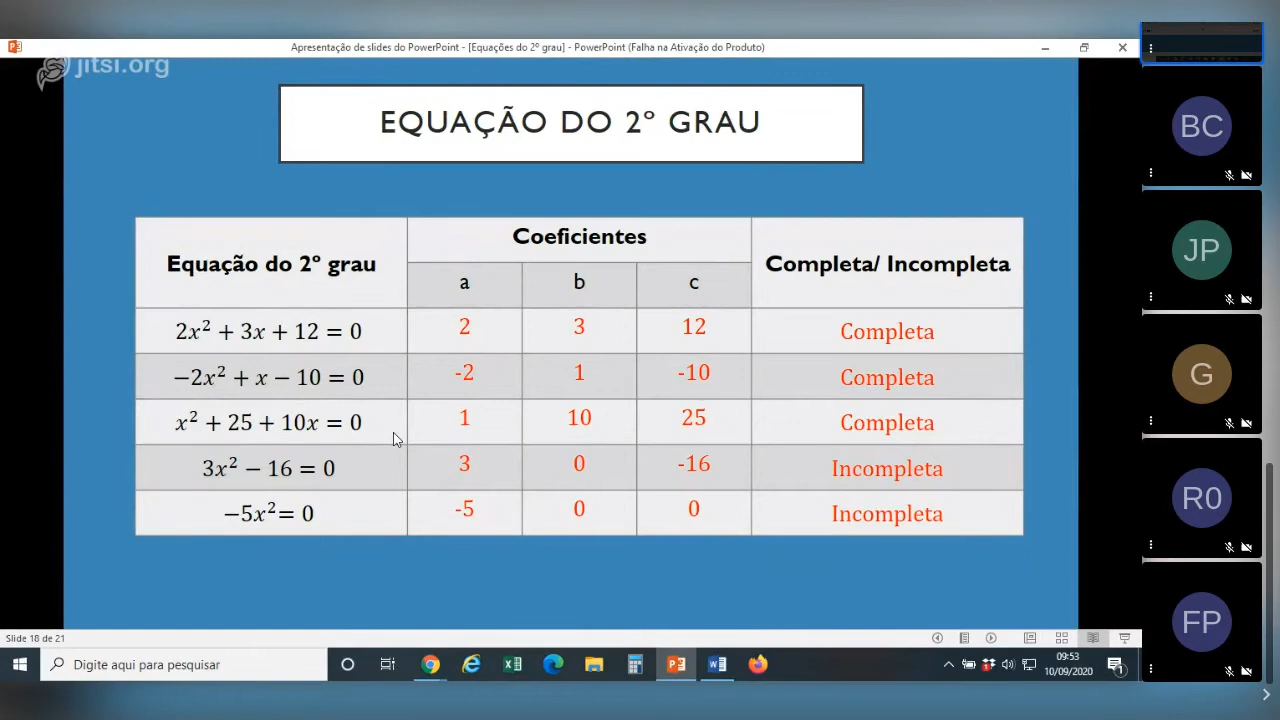 Apresentação de slides do PowerPoint - [Equações do 2º grau] - PowerPoint (Falha na Ativação do Produto)
jitsi.org
EQUAÇÃO DO 2º GRAU
Equação do 2º grau
Coeficientes
Completa/ Incompleta
a b c
2x² + 3x + 12 = 0 2 3 12 Completa
−2x² + x − 10 = 0 -2 1 -10 Completa
x² + 25 + 10x = 0 1 10 25 Completa
3x² − 16 = 0 3 0 -16 Incompleta
−5x²= 0 -5 0 0 Incompleta
BC
JP
G
R0
FP
Slide 18 de 21
Digite aqui para pesquisar
09:53
10/09/2020
1